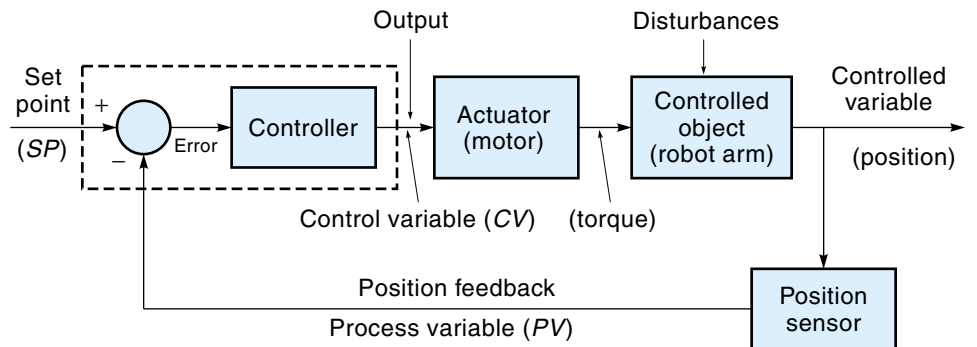 Output
Disturbances
Set
point
+
(SP)
−
Error
Controller
Actuator
(motor)
Controlled
object
(robot arm)
Controlled
variable
(position)
Control variable (CV)
(torque)
Position feedback
Process variable (PV)
Position
sensor